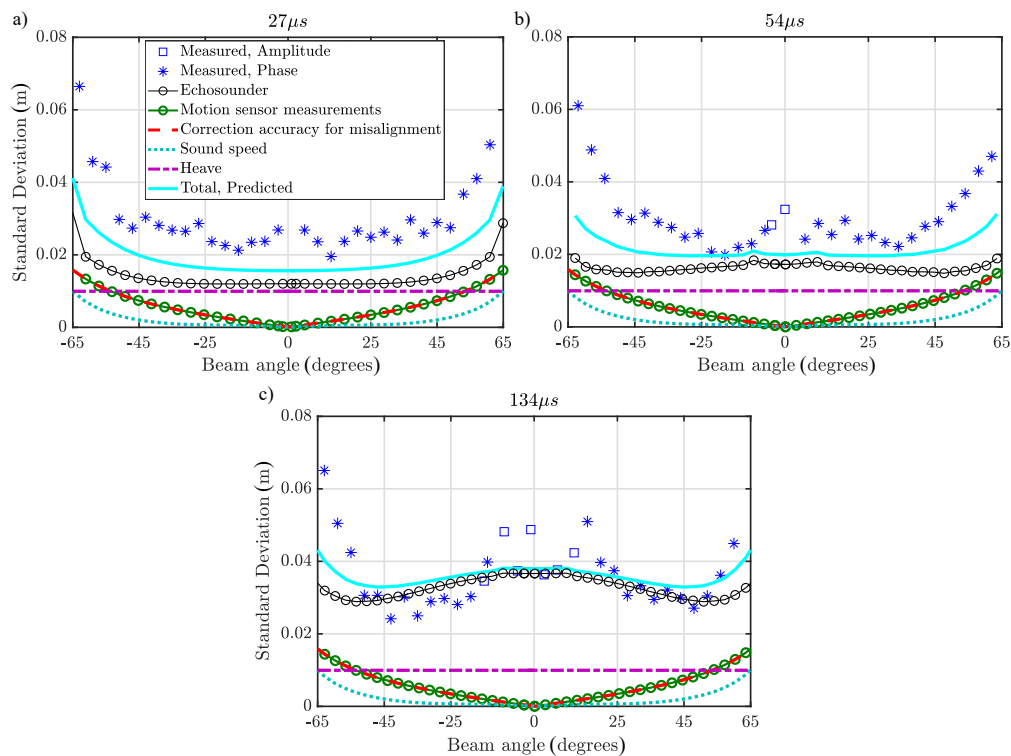 a)
27μs
0.08
0.06
0.04
0.02
0
Standard Deviation (m)
Measured, Amplitude
Measured, Phase
Echosounder
Motion sensor measurements
Correction accuracy for misalignment
Sound speed
Heave
Total, Predicted
-65 -45 -25 0 25 45 65
Beam angle (degrees)
b)
54μs
0.08
0.06
0.04
0.02
0
Standard Deviation (m)
-65 -45 -25 0 25 45 65
Beam angle (degrees)
c)
134μs
0.08
0.06
0.04
0.02
0
Standard Deviation (m)
-65 -45 -25 0 25 45 65
Beam angle (degrees)